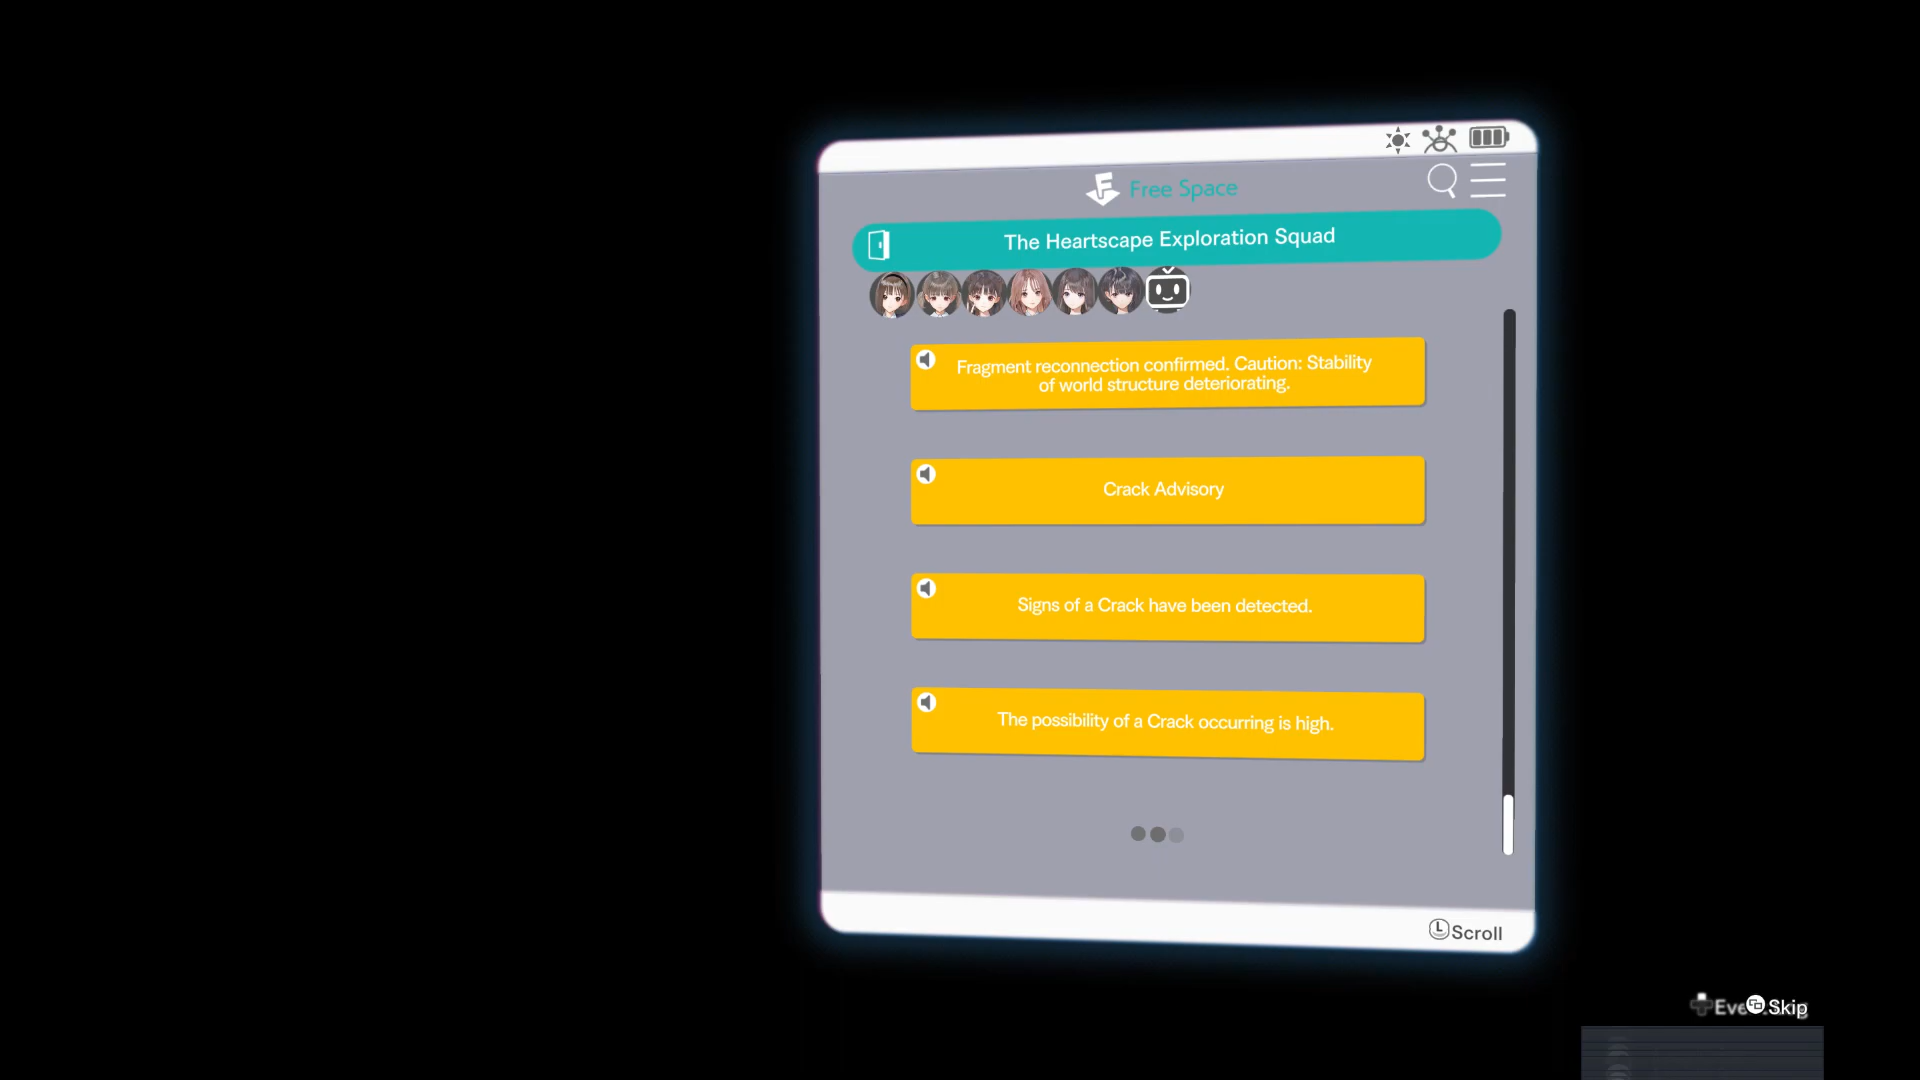 Free Space
The Heartscape Exploration Squad
Fragment reconnection confirmed. Caution: Stability
of world structure deteriorating.
Crack Advisory
Signs of a Crack have been detected.
The possibility of a Crack occurring is high.
L Scroll
Skip